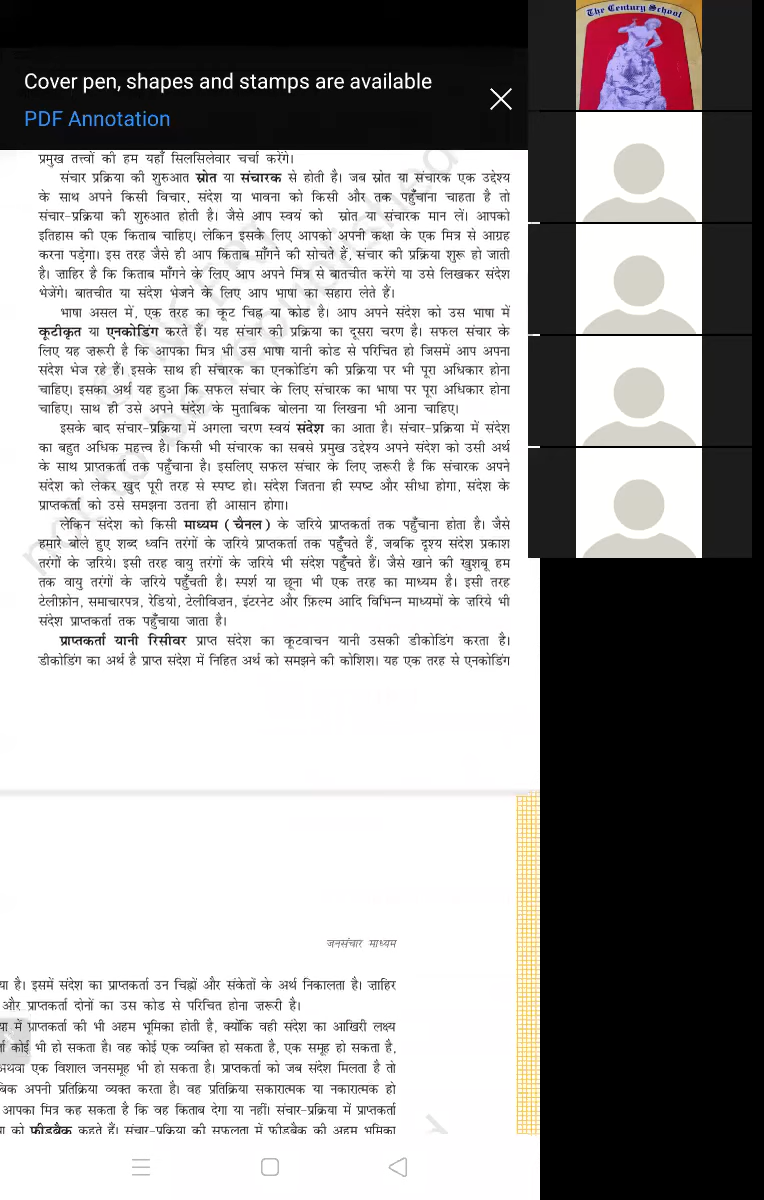 The Century School
Cover pen, shapes and stamps are available
PDF Annotation
प्रमुख तत्त्वों की हम यहाँ सिलसिलेवार चर्चा करेंगे।
संचार प्रक्रिया की शुरुआत स्रोत या संचारक से होती है। जब स्रोत या संचारक एक उद्देश्य
के साथ अपने किसी विचार, संदेश या भावना को किसी और तक पहुँचाना चाहता है तो
संचार-प्रक्रिया की शुरुआत होती है। जैसे आप स्वयं को स्रोत या संचारक मान लें। आपको
इतिहास की एक किताब चाहिए। लेकिन इसके लिए आपको अपनी कक्षा के एक मित्र से आग्रह
करना पड़ेगा। इस तरह जैसे ही आप किताब माँगने की सोचते हैं, संचार की प्रक्रिया शुरू हो जाती
है। ज़ाहिर है कि किताब माँगने के लिए आप अपने मित्र से बातचीत करेंगे या उसे लिखकर संदेश
भेजेंगे। बातचीत या संदेश भेजने के लिए आप भाषा का सहारा लेते हैं।
भाषा असल में, एक तरह का कूट चिह्न या कोड है। आप अपने संदेश को उस भाषा में
कूटीकृत या एनकोडिंग करते हैं। यह संचार की प्रक्रिया का दूसरा चरण है। सफल संचार के
लिए यह ज़रूरी है कि आपका मित्र भी उस भाषा यानी कोड से परिचित हो जिसमें आप अपना
संदेश भेज रहे हैं। इसके साथ ही संचारक का एनकोडिंग की प्रक्रिया पर भी पूरा अधिकार होना
चाहिए। इसका अर्थ यह हुआ कि सफल संचार के लिए संचारक का भाषा पर पूरा अधिकार होना
चाहिए। साथ ही उसे अपने संदेश के मुताबिक बोलना या लिखना भी आना चाहिए।
इसके बाद संचार-प्रक्रिया में अगला चरण स्वयं संदेश का आता है। संचार-प्रक्रिया में संदेश
का बहुत अधिक महत्त्व है। किसी भी संचारक का सबसे प्रमुख उद्देश्य अपने संदेश को उसी अर्थ
के साथ प्राप्तकर्ता तक पहुँचाना है। इसलिए सफल संचार के लिए ज़रूरी है कि संचारक अपने
संदेश को लेकर खुद पूरी तरह से स्पष्ट हो। संदेश जितना ही स्पष्ट और सीधा होगा, संदेश के
प्राप्तकर्ता को उसे समझना उतना ही आसान होगा।
लेकिन संदेश को किसी माध्यम (चैनल) के ज़रिये प्राप्तकर्ता तक पहुँचाना होता है। जैसे
हमारे बोले हुए शब्द ध्वनि तरंगों के ज़रिये प्राप्तकर्ता तक पहुँचते हैं, जबकि दृश्य संदेश प्रकाश
तरंगों के ज़रिये। इसी तरह वायु तरंगों के ज़रिये भी संदेश पहुँचते हैं। जैसे खाने की खुशबू हम
तक वायु तरंगों के ज़रिये पहुँचती है। स्पर्श या छूना भी एक तरह का माध्यम है। इसी तरह
टेलीफ़ोन, समाचारपत्र, रेडियो, टेलीविज़न, इंटरनेट और फ़िल्म आदि विभिन्न माध्यमों के ज़रिये भी
संदेश प्राप्तकर्ता तक पहुँचाया जाता है।
प्राप्तकर्ता यानी रिसीवर प्राप्त संदेश का कूटवाचन यानी उसकी डीकोडिंग करता है।
डीकोडिंग का अर्थ है प्राप्त संदेश में निहित अर्थ को समझने की कोशिश। यह एक तरह से एनकोडिंग
जनसंचार माध्यम
या है। इसमें संदेश का प्राप्तकर्ता उन चिह्नों और संकेतों के अर्थ निकालता है। ज़ाहिर
और प्राप्तकर्ता दोनों का उस कोड से परिचित होना ज़रूरी है।
या में प्राप्तकर्ता की भी अहम भूमिका होती है, क्योंकि वही संदेश का आखिरी लक्ष्य
र्ता कोई भी हो सकता है। वह कोई एक व्यक्ति हो सकता है, एक समूह हो सकता है,
अथवा एक विशाल जनसमूह भी हो सकता है। प्राप्तकर्ता को जब संदेश मिलता है तो
बिक अपनी प्रतिक्रिया व्यक्त करता है। वह प्रतिक्रिया सकारात्मक या नकारात्मक हो
आपका मित्र कह सकता है कि वह किताब देगा या नहीं। संचार-प्रक्रिया में प्राप्तकर्ता
या को फीडबैक कहते हैं। संचार-प्रक्रिया की सफलता में फीडबैक की अहम भूमिका